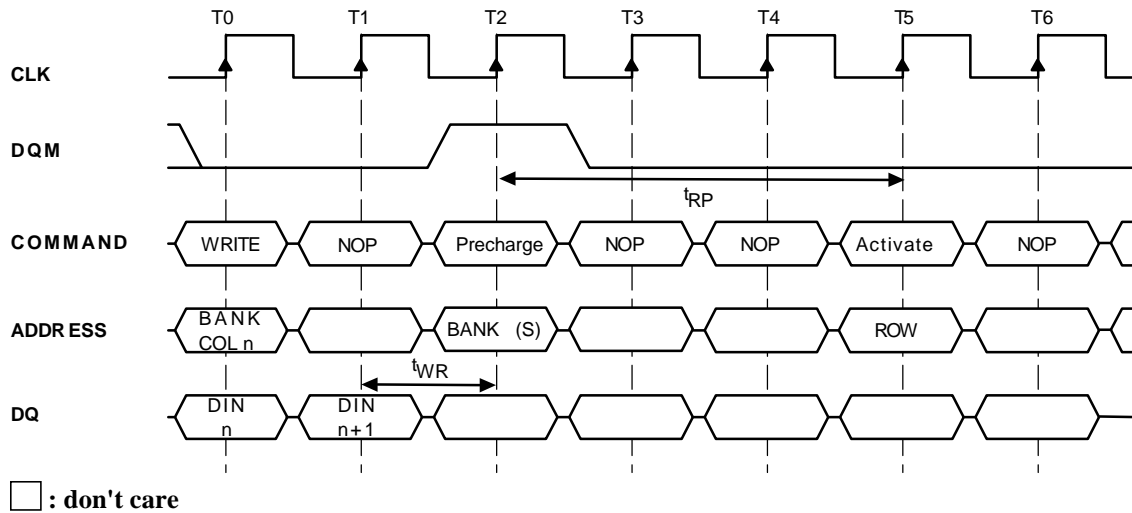 T0 T1 T2 T3 T4 T5 T6
CLK
DQM
tRP
COMMAND WRITE NOP Precharge NOP NOP Activate NOP
ADDRESS BANK COL n BANK (S) ROW
tWR
DQ DIN n DIN n+1
: don't care